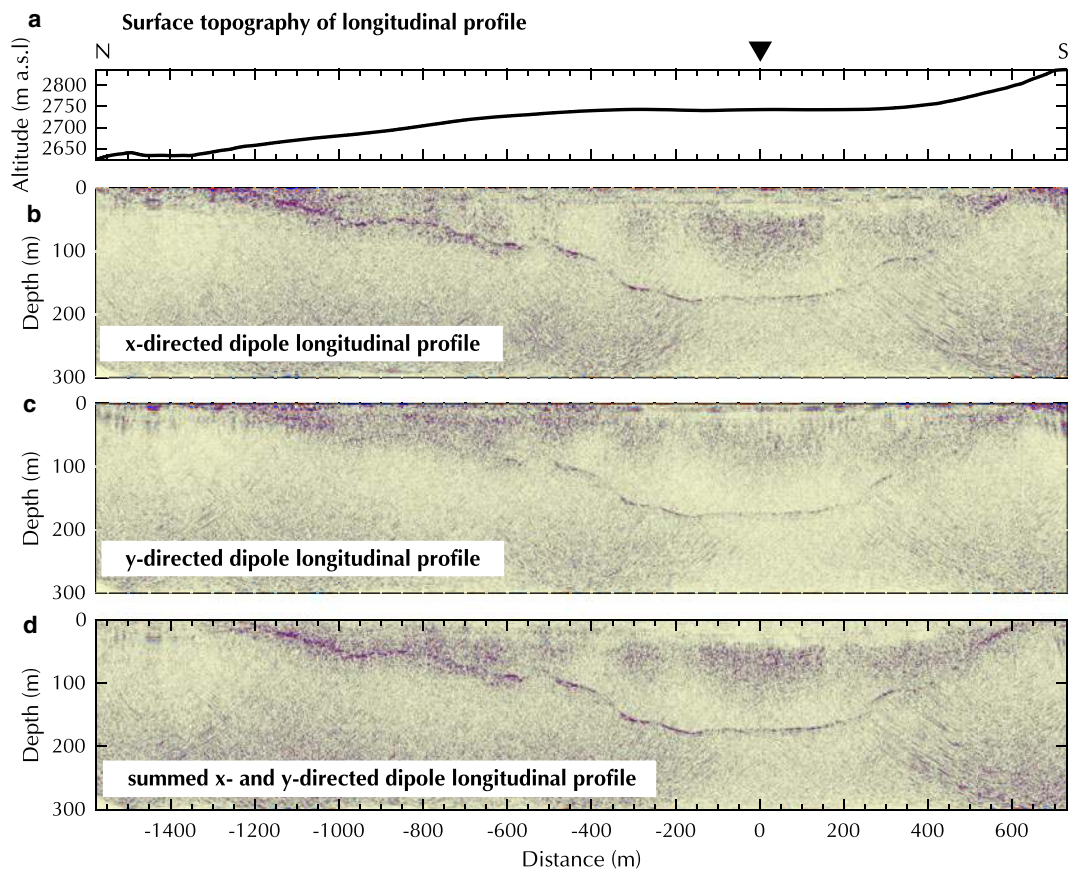 a
Surface topography of longitudinal profile
N
S
Altitude (m a.s.l)
2800
2750
2700
2650
b
Depth (m)
0
100
200
300
x-directed dipole longitudinal profile
c
Depth (m)
0
100
200
300
y-directed dipole longitudinal profile
d
Depth (m)
0
100
200
300
summed x- and y-directed dipole longitudinal profile
-1400 -1200 -1000 -800 -600 -400 -200 0 200 400 600
Distance (m)